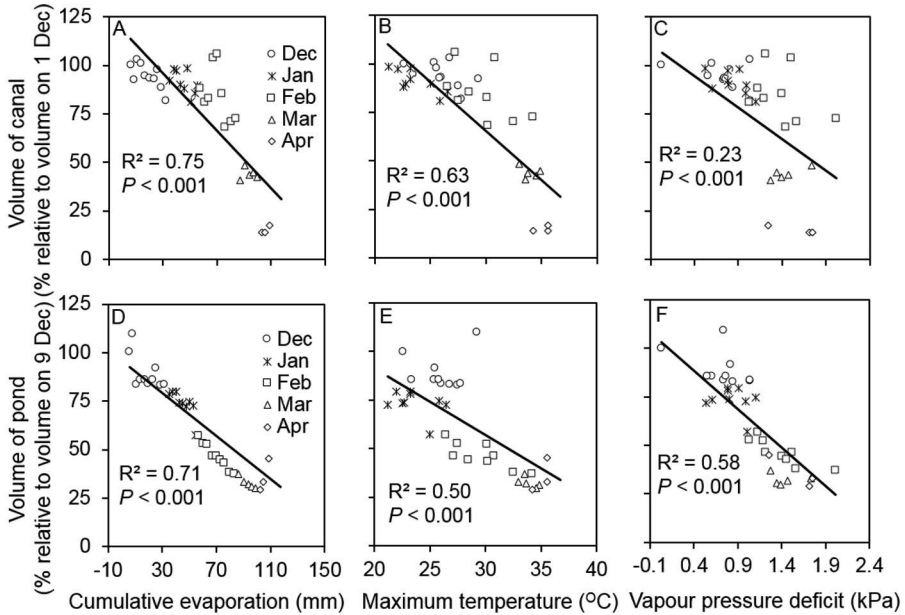 Volume of canal
(% relative to volume on 1 Dec)
125
100
75
50
25
0
A
Dec
Jan
Feb
Mar
Apr
R² = 0.75
P < 0.001
B
R² = 0.63
P < 0.001
C
R² = 0.23
P < 0.001
Volume of pond
(% relative to volume on 9 Dec)
125
100
75
50
25
0
D
Dec
Jan
Feb
Mar
Apr
R² = 0.71
P < 0.001
E
R² = 0.50
P < 0.001
F
R² = 0.58
P < 0.001
-10 30 70 110 150
20 25 30 35 40
-0.1 0.4 0.9 1.4 1.9 2.4
Cumulative evaporation (mm)
Maximum temperature (OC)
Vapour pressure deficit (kPa)